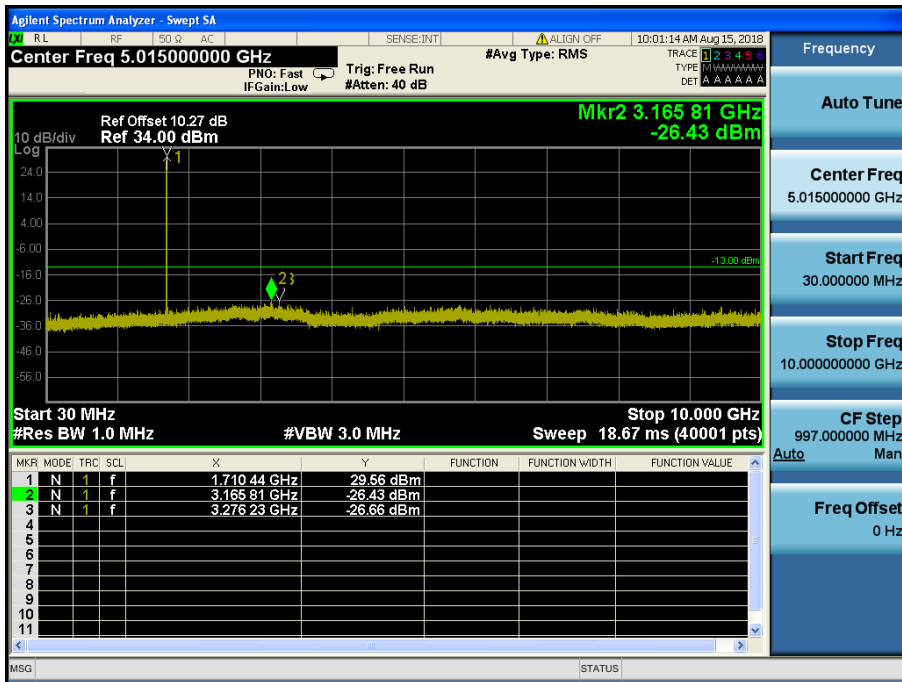 Agilent Spectrum Analyzer - Swept SA
LXI RL RF 50 Ω AC SENSE:INT ALIGN OFF 10:01:14 AM Aug 15, 2018
Center Freq 5.015000000 GHz
PNO: Fast
IFGain:Low
Trig: Free Run
#Atten: 40 dB
#Avg Type: RMS
TRACE 1 2 3 4 5 6
TYPE M WWWWW
DET A A A A A A
Frequency
Auto Tune
Center Freq
5.015000000 GHz
Start Freq
30.000000 MHz
Stop Freq
10.000000000 GHz
CF Step
997.000000 MHz
Auto Man
Freq Offset
0 Hz
Mkr2 3.165 81 GHz
-26.43 dBm
Ref Offset 10.27 dB
10 dB/div Ref 34.00 dBm
Log
24.0
14.0
4.00
-6.00
-16.0
-26.0
-36.0
-46.0
-56.0
1
2
3
-13.00 dBm
Start 30 MHz Stop 10.000 GHz
#Res BW 1.0 MHz #VBW 3.0 MHz Sweep 18.67 ms (40001 pts)
MKR MODE TRC SCL X Y FUNCTION FUNCTION WIDTH FUNCTION VALUE
1 N 1 f 1.710 44 GHz 29.56 dBm
2 N 1 f 3.165 81 GHz -26.43 dBm
3 N 1 f 3.276 23 GHz -26.66 dBm
4
5
6
7
8
9
10
11
MSG STATUS